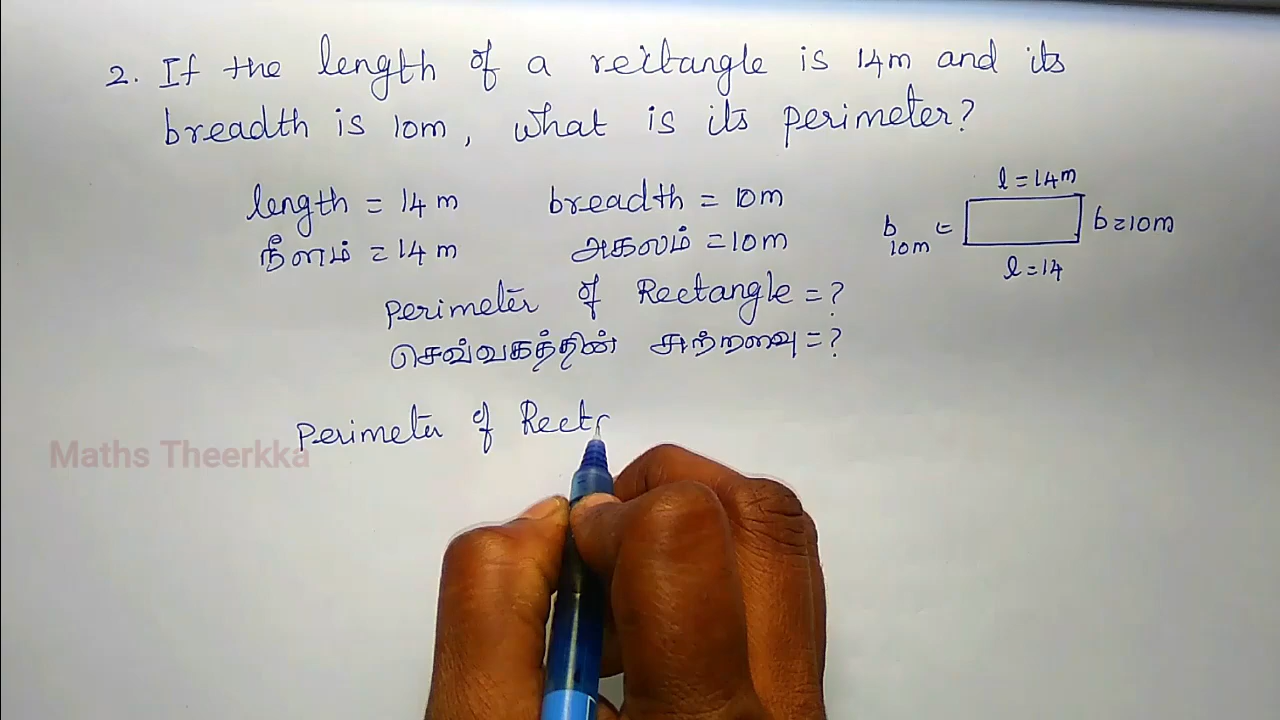 2. If the length of a rectangle is 14m and its
breadth is 10m, what is its perimeter?
length = 14 m breadth = 10m
நீளம் = 14 m அகலம் = 10m
l = 14m
b = 10m
b = 10m
l = 14
Perimeter of Rectangle = ?
செவ்வகத்தின் சுற்றளவு = ?
Perimeter of Rect
Maths Theerkka